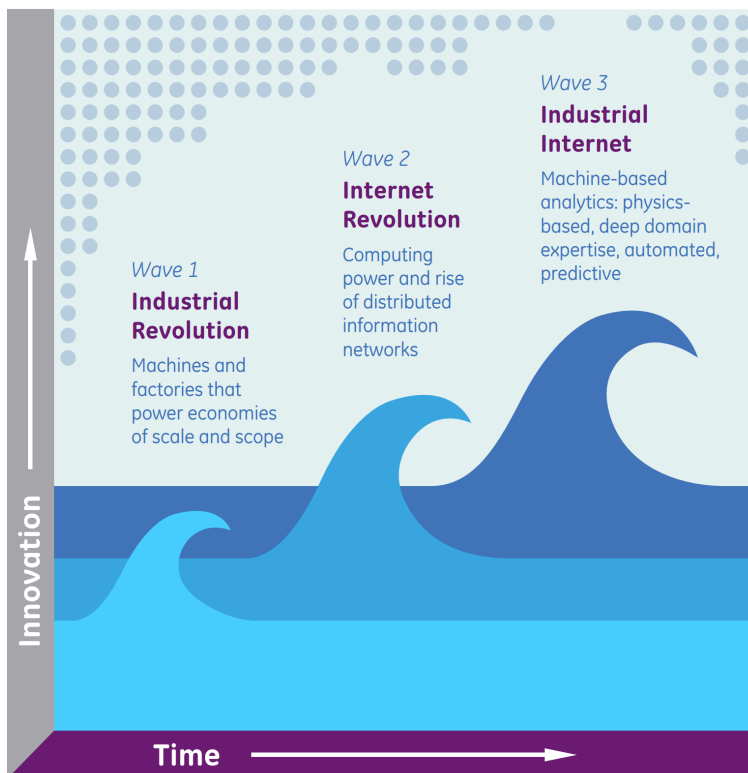 Wave 1
Industrial
Revolution
Machines and
factories that
power economies
of scale and scope
Wave 2
Internet
Revolution
Computing
power and rise
of distributed
information
networks
Wave 3
Industrial
Internet
Machine-based
analytics: physics-
based, deep domain
expertise, automated,
predictive
Innovation
Time